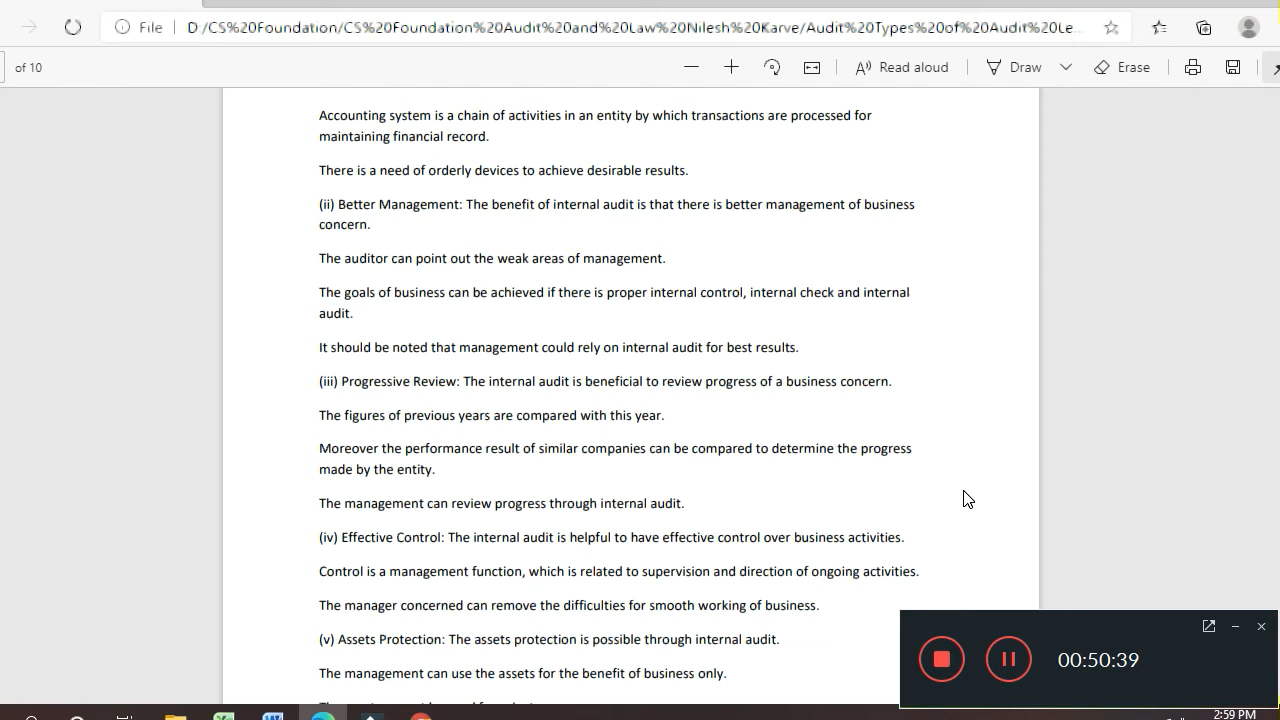 File D:/CS%20Foundation/CS%20Foundation%20Audit%20and%20Law%20Nilesh%20Karve/Audit%20Types%20of%20Audit%20Le...
of 10 Read aloud Draw Erase
Accounting system is a chain of activities in an entity by which transactions are processed for
maintaining financial record.
There is a need of orderly devices to achieve desirable results.
(ii) Better Management: The benefit of internal audit is that there is better management of business
concern.
The auditor can point out the weak areas of management.
The goals of business can be achieved if there is proper internal control, internal check and internal
audit.
It should be noted that management could rely on internal audit for best results.
(iii) Progressive Review: The internal audit is beneficial to review progress of a business concern.
The figures of previous years are compared with this year.
Moreover the performance result of similar companies can be compared to determine the progress
made by the entity.
The management can review progress through internal audit.
(iv) Effective Control: The internal audit is helpful to have effective control over business activities.
Control is a management function, which is related to supervision and direction of ongoing activities.
The manager concerned can remove the difficulties for smooth working of business.
(v) Assets Protection: The assets protection is possible through internal audit.
The management can use the assets for the benefit of business only.
00:50:39
2:59 PM